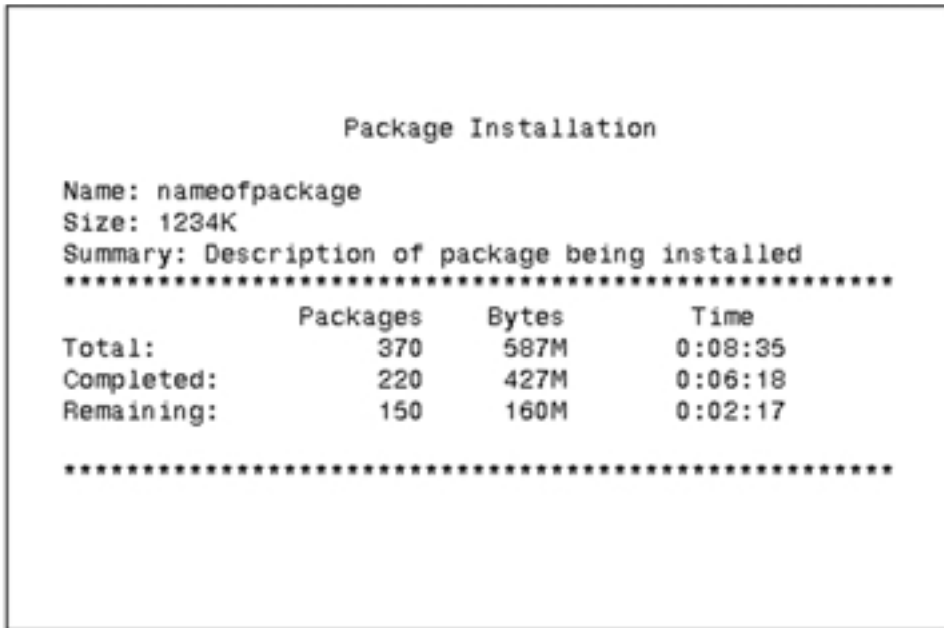 Package Installation
Name: nameofpackage
Size: 1234K
Summary: Description of package being installed
*****************************************************
Packages Bytes Time
Total: 370 587M 0:08:35
Completed: 220 427M 0:06:18
Remaining: 150 160M 0:02:17
*****************************************************